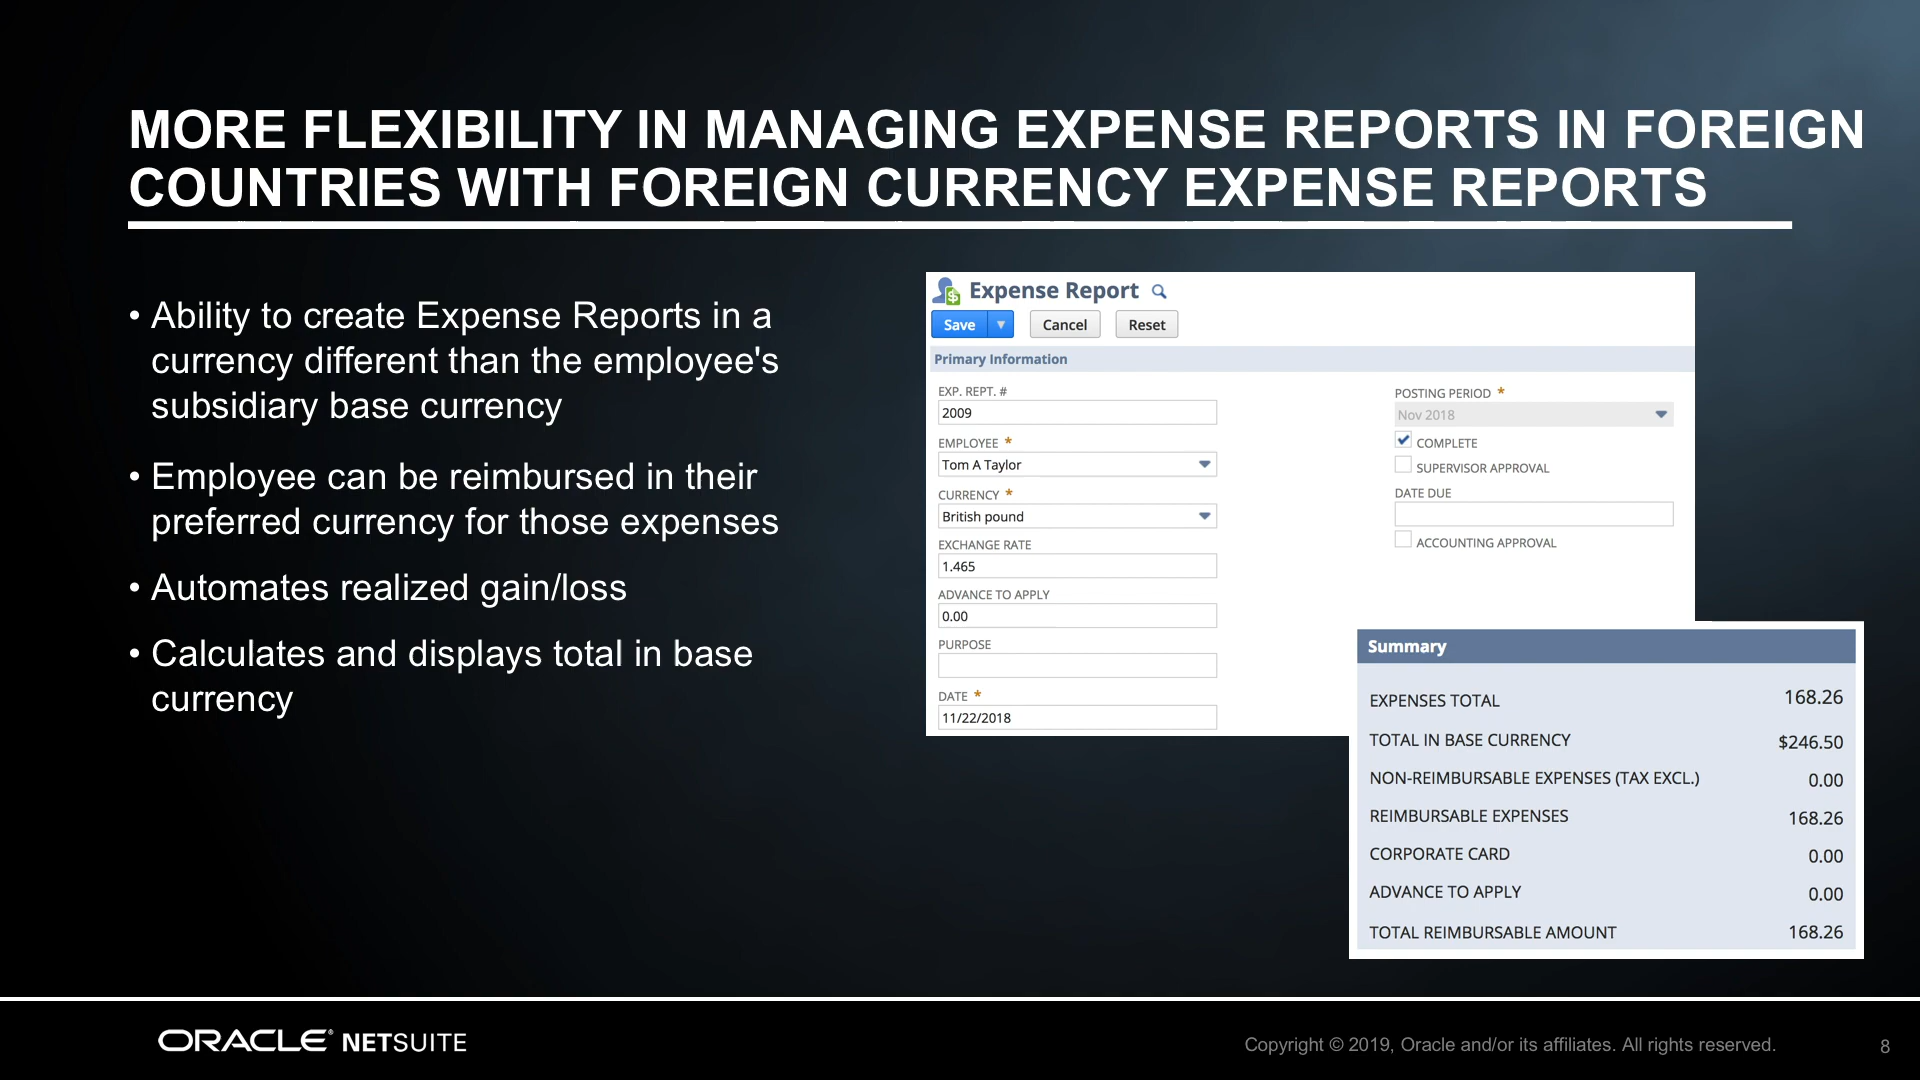 MORE FLEXIBILITY IN MANAGING EXPENSE REPORTS IN FOREIGN
COUNTRIES WITH FOREIGN CURRENCY EXPENSE REPORTS
• Ability to create Expense Reports in a
currency different than the employee's
subsidiary base currency
• Employee can be reimbursed in their
preferred currency for those expenses
• Automates realized gain/loss
• Calculates and displays total in base
currency
Expense Report
Save Cancel Reset
Primary Information
EXP. REPT. #
2009
EMPLOYEE *
Tom A Taylor
CURRENCY *
British pound
EXCHANGE RATE
1.465
ADVANCE TO APPLY
0.00
PURPOSE
DATE *
11/22/2018
POSTING PERIOD *
Nov 2018
COMPLETE
SUPERVISOR APPROVAL
DATE DUE
ACCOUNTING APPROVAL
Summary
EXPENSES TOTAL 168.26
TOTAL IN BASE CURRENCY $246.50
NON-REIMBURSABLE EXPENSES (TAX EXCL.) 0.00
REIMBURSABLE EXPENSES 168.26
CORPORATE CARD 0.00
ADVANCE TO APPLY 0.00
TOTAL REIMBURSABLE AMOUNT 168.26
ORACLE® NETSUITE
Copyright © 2019, Oracle and/or its affiliates. All rights reserved. 8